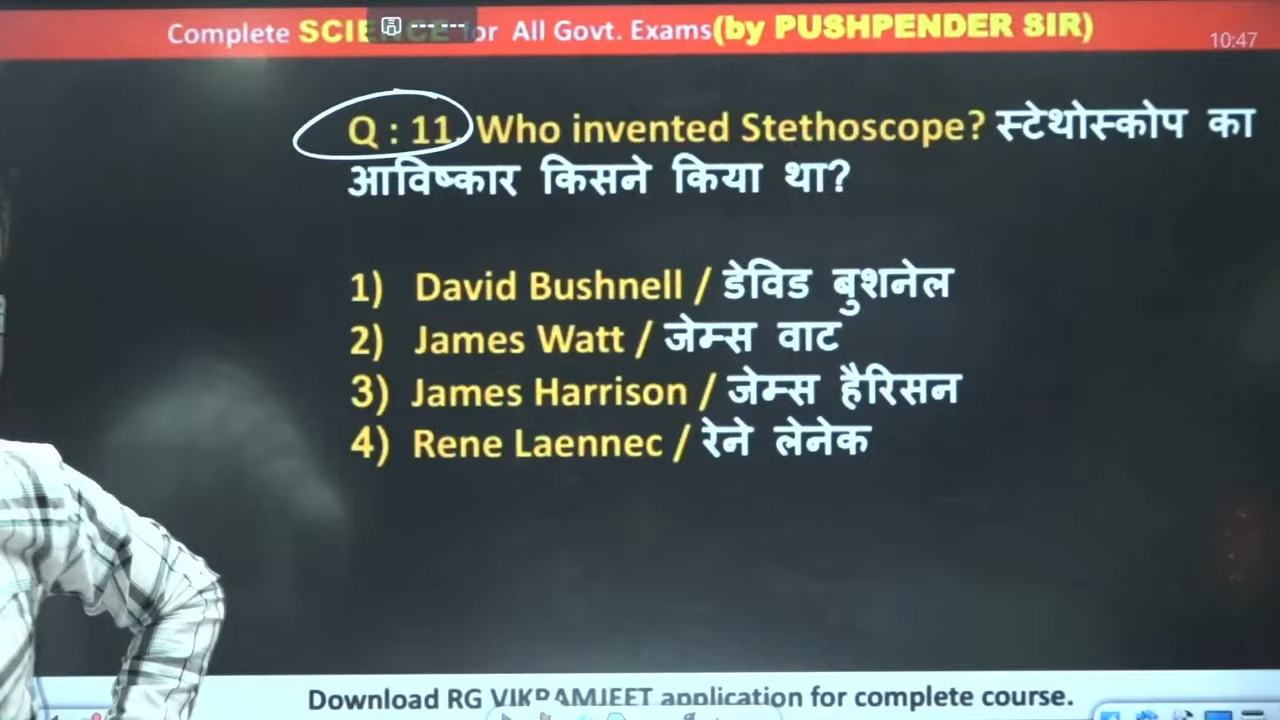 Complete for All Govt. Exams(by PUSHPENDER SIR)
10:47
Q : 11. Who invented Stethoscope? स्टेथोस्कोप का
आविष्कार किसने किया था?
1) David Bushnell / डेविड बुशनेल
2) James Watt / जेम्स वाट
3) James Harrison / जेम्स हैरिसन
4) Rene Laennec / रेने लेनेक
Download RG VIKRAMJEET application for complete course.